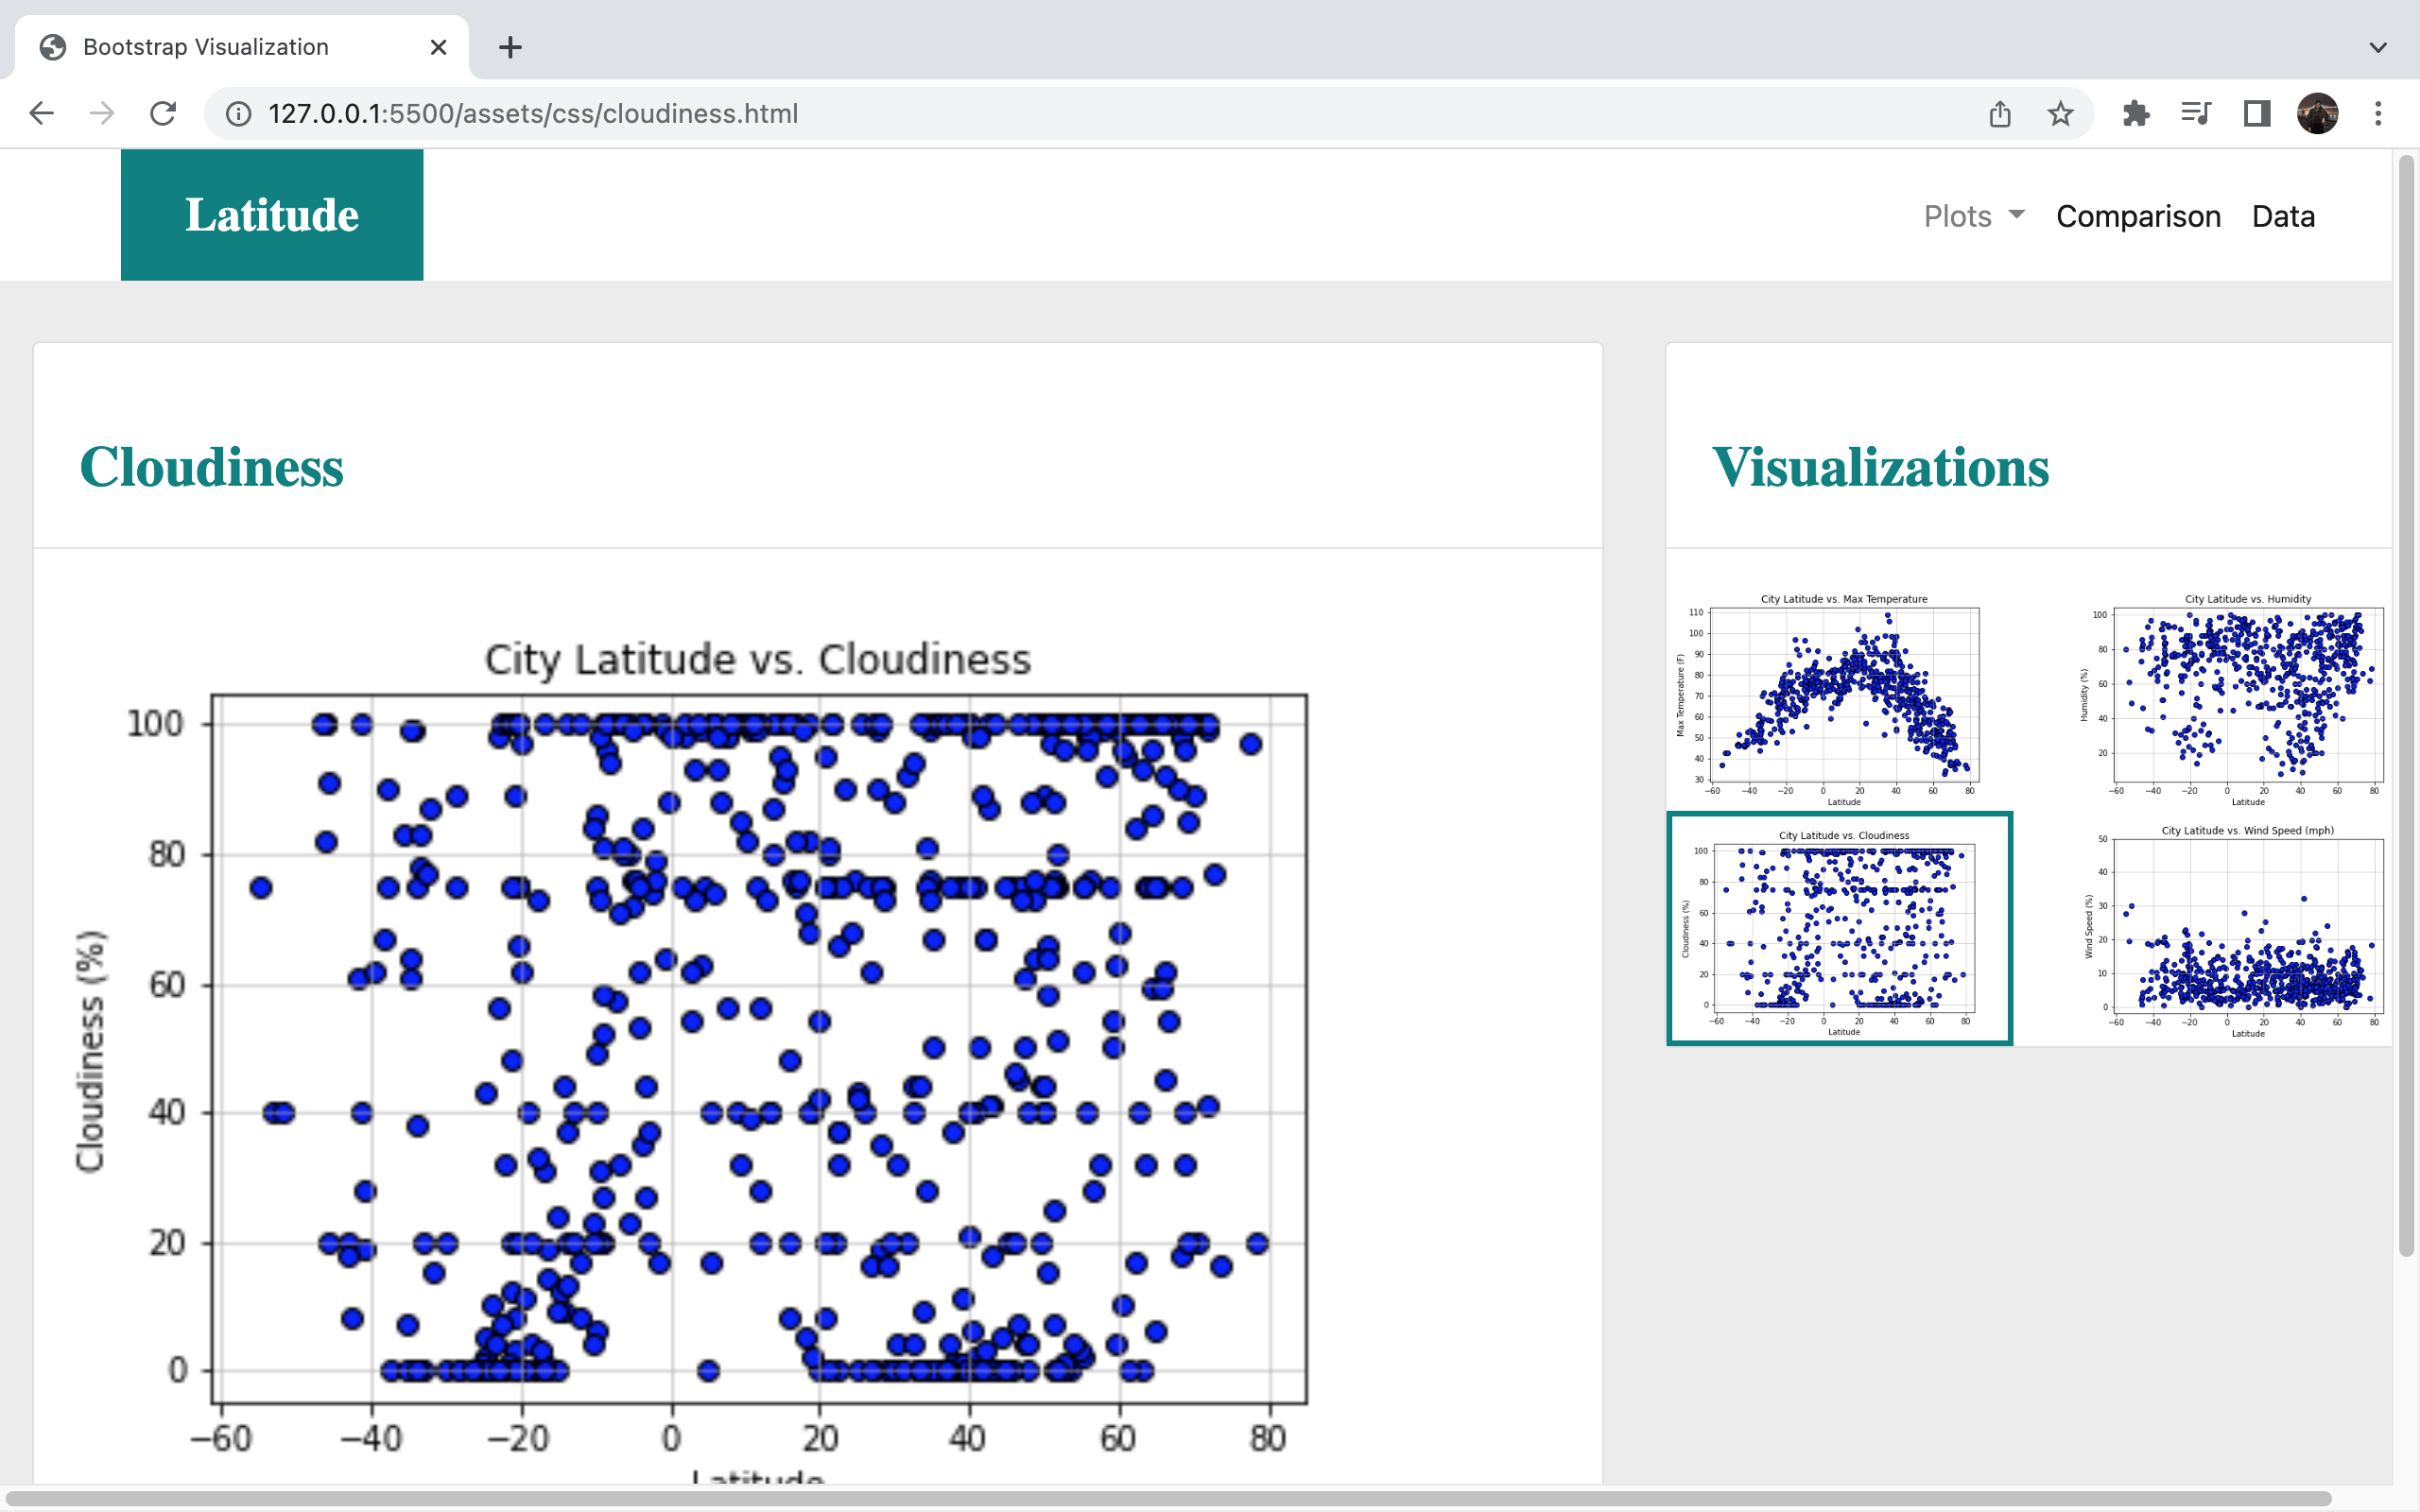 Bootstrap Visualization
127.0.0.1:5500/assets/css/cloudiness.html
Latitude
Plots Comparison Data
Cloudiness
Visualizations
City Latitude vs. Cloudiness
Cloudiness (%)
100
80
60
40
20
0
−60 −40 −20 0 20 40 60 80
Latitude
City Latitude vs. Max Temperature
Max Temperature (F)
110
100
90
80
70
60
50
40
30
−60 −40 −20 0 20 40 60 80
Latitude
City Latitude vs. Humidity
Humidity (%)
100
80
60
40
20
−60 −40 −20 0 20 40 60 80
Latitude
City Latitude vs. Cloudiness
Cloudiness (%)
100
80
60
40
20
0
−60 −40 −20 0 20 40 60 80
Latitude
City Latitude vs. Wind Speed (mph)
Wind Speed (%)
50
40
30
20
10
0
−60 −40 −20 0 20 40 60 80
Latitude